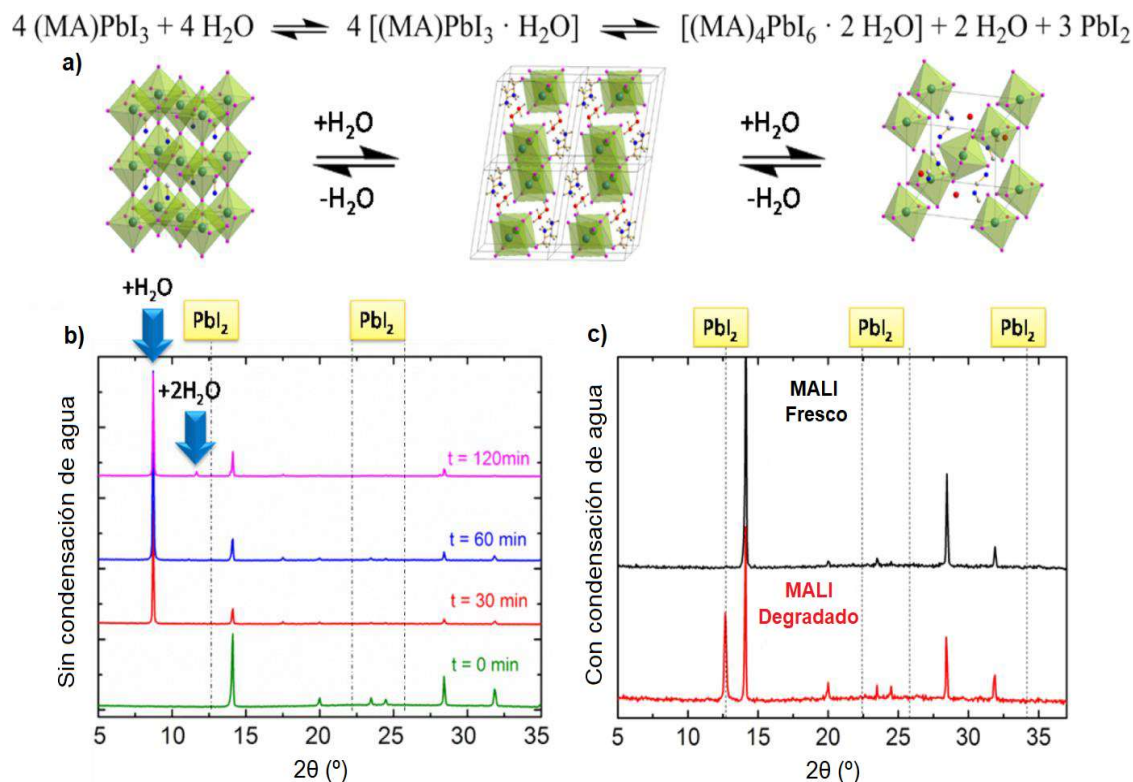 4 (MA)PbI₃ + 4 H₂O ⇌ 4 [(MA)PbI₃ · H₂O] ⇌ [(MA)₄PbI₆ · 2 H₂O] + 2 H₂O + 3 PbI₂
a)
+H₂O
-H₂O
+H₂O
-H₂O
+H₂O
PbI₂
PbI₂
b)
+2H₂O
t = 120min
t = 60 min
t = 30 min
t = 0 min
Sin condensación de agua
5 10 15 20 25 30 35
2θ (º)
c)
PbI₂
PbI₂
PbI₂
MALI
Fresco
MALI
Degradado
Con condensación de agua
5 10 15 20 25 30 35
2θ (º)